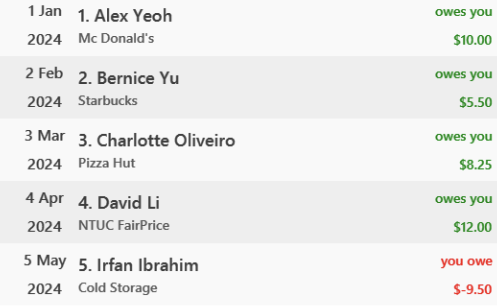 1 Jan 1. Alex Yeoh owes you
2024 Mc Donald's $10.00
2 Feb 2. Bernice Yu owes you
2024 Starbucks $5.50
3 Mar 3. Charlotte Oliveiro owes you
2024 Pizza Hut $8.25
4 Apr 4. David Li owes you
2024 NTUC FairPrice $12.00
5 May 5. Irfan Ibrahim you owe
2024 Cold Storage $-9.50